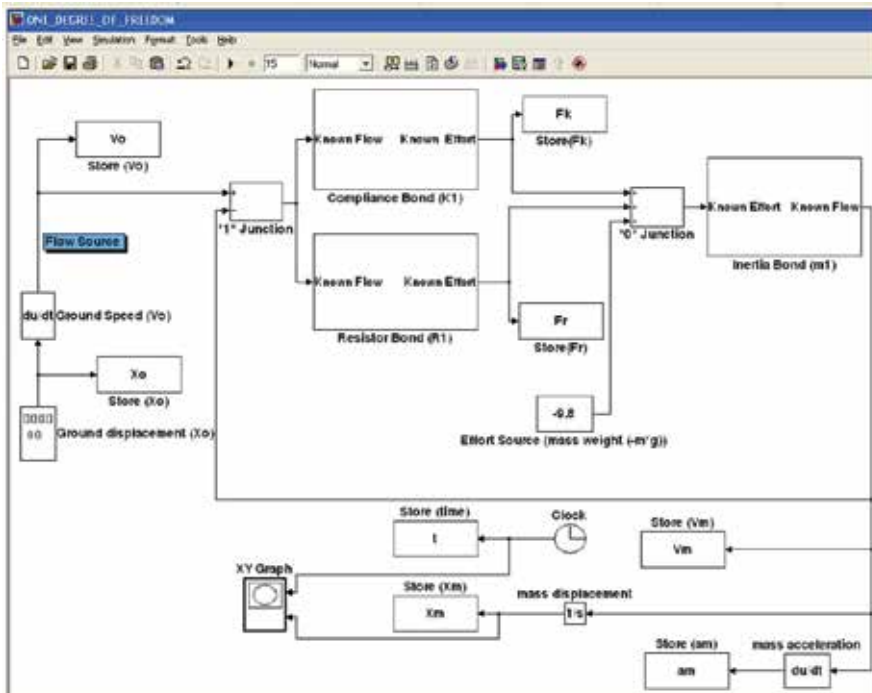 ONE_DEGREE_OF_FREEDOM
File Edit View Simulation Format Tools Help
15 Normal
Vo
Store (Vo)
Flow Source
du/dt Ground Speed (Vo)
Xo
Store (Xo)
Ground displacement (Xo)
"1" Junction
Known Flow Known Effort
Compliance Bond (K1)
Known Flow Known Effort
Resistor Bond (R1)
Fk
Store(Fk)
Fr
Store(Fr)
"0" Junction
Known Effort Known Flow
Inertia Bond (m1)
-9.8
Effort Source (mass weight (-m*g))
Store (time)
t
Clock
Store (Vm)
Vm
XY Graph
Store (Xm)
Xm
mass displacement
1/s
Store (am)
am
mass acceleration
du/dt